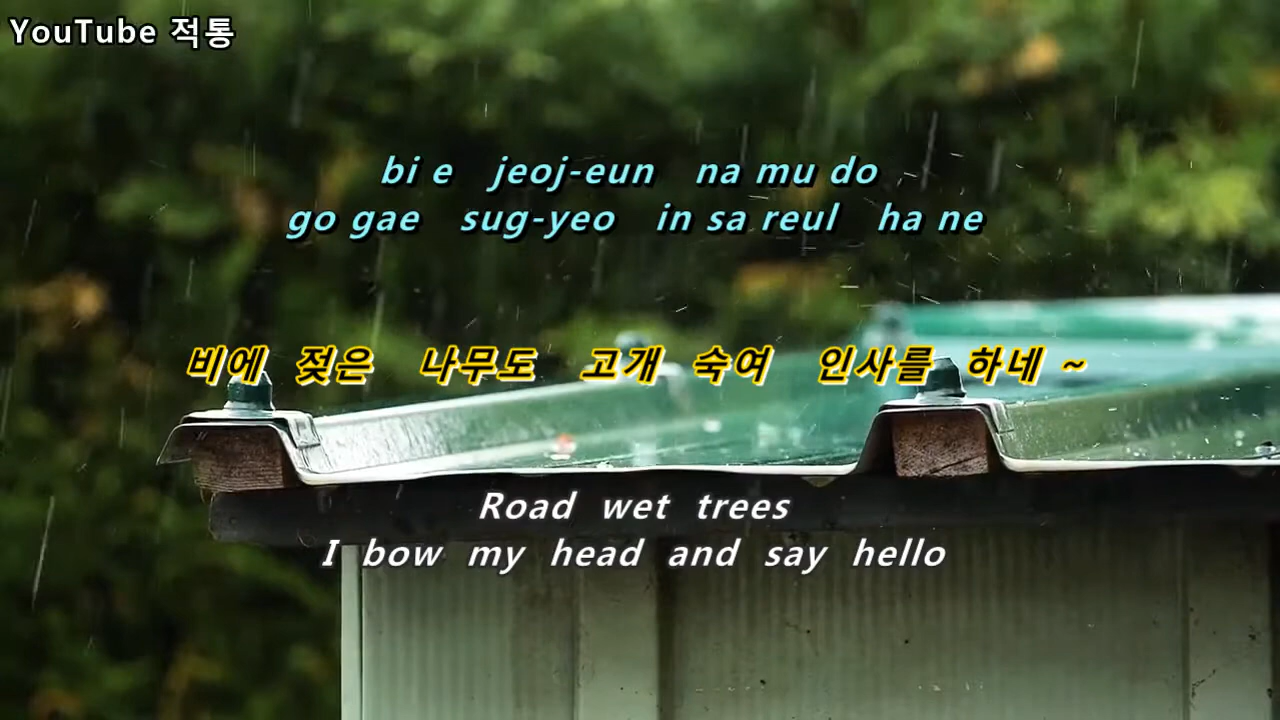 YouTube 적통
bi e jeoj-eun na mu do
go gae sug-yeo in sa reul ha ne
비에 젖은 나무도 고개 숙여 인사를 하네 ~
Road wet trees
I bow my head and say hello